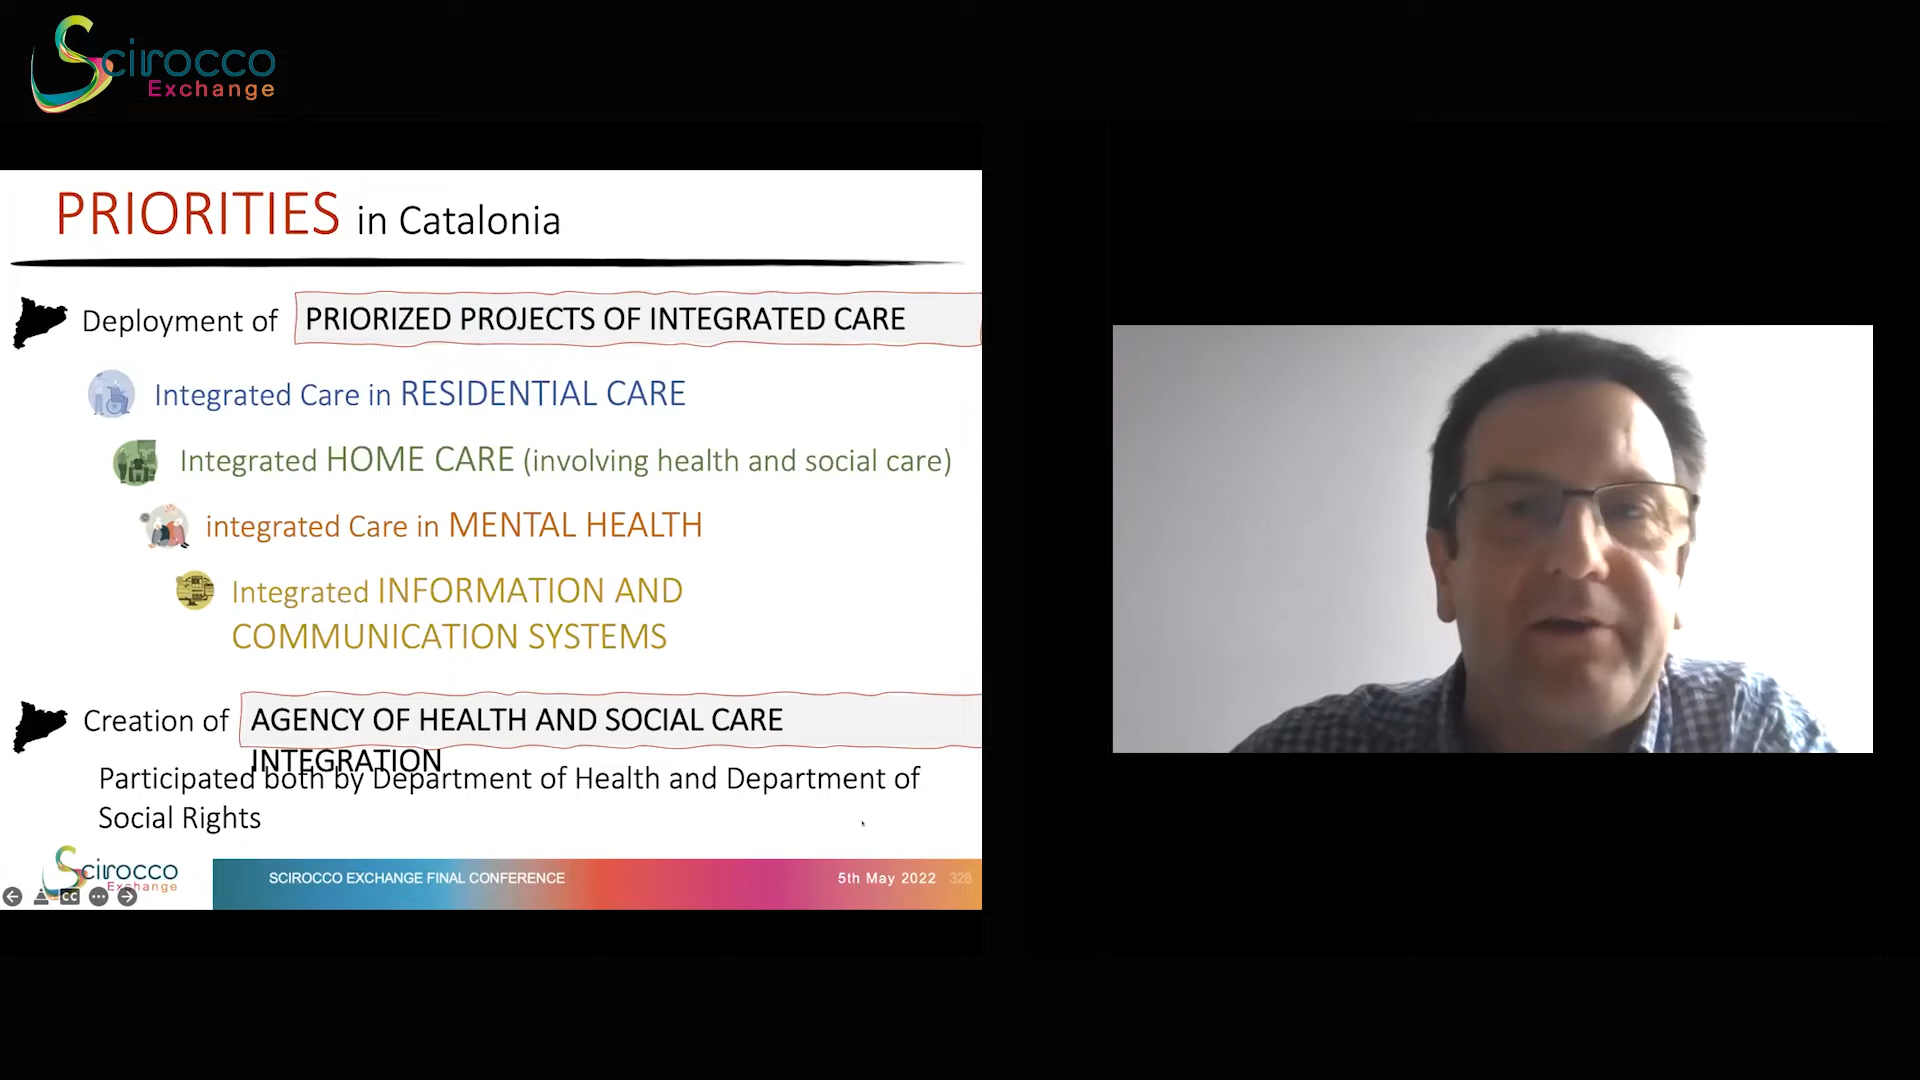 Scirocco
Exchange
PRIORITIES in Catalonia
Deployment of PRIORIZED PROJECTS OF INTEGRATED CARE
Integrated Care in RESIDENTIAL CARE
Integrated HOME CARE (involving health and social care)
integrated Care in MENTAL HEALTH
Integrated INFORMATION AND
COMMUNICATION SYSTEMS
Creation of AGENCY OF HEALTH AND SOCIAL CARE
INTEGRATION
Participated both by Department of Health and Department of
Social Rights
Scirocco
Exchange
SCIROCCO EXCHANGE FINAL CONFERENCE
5th May 2022 328
CC